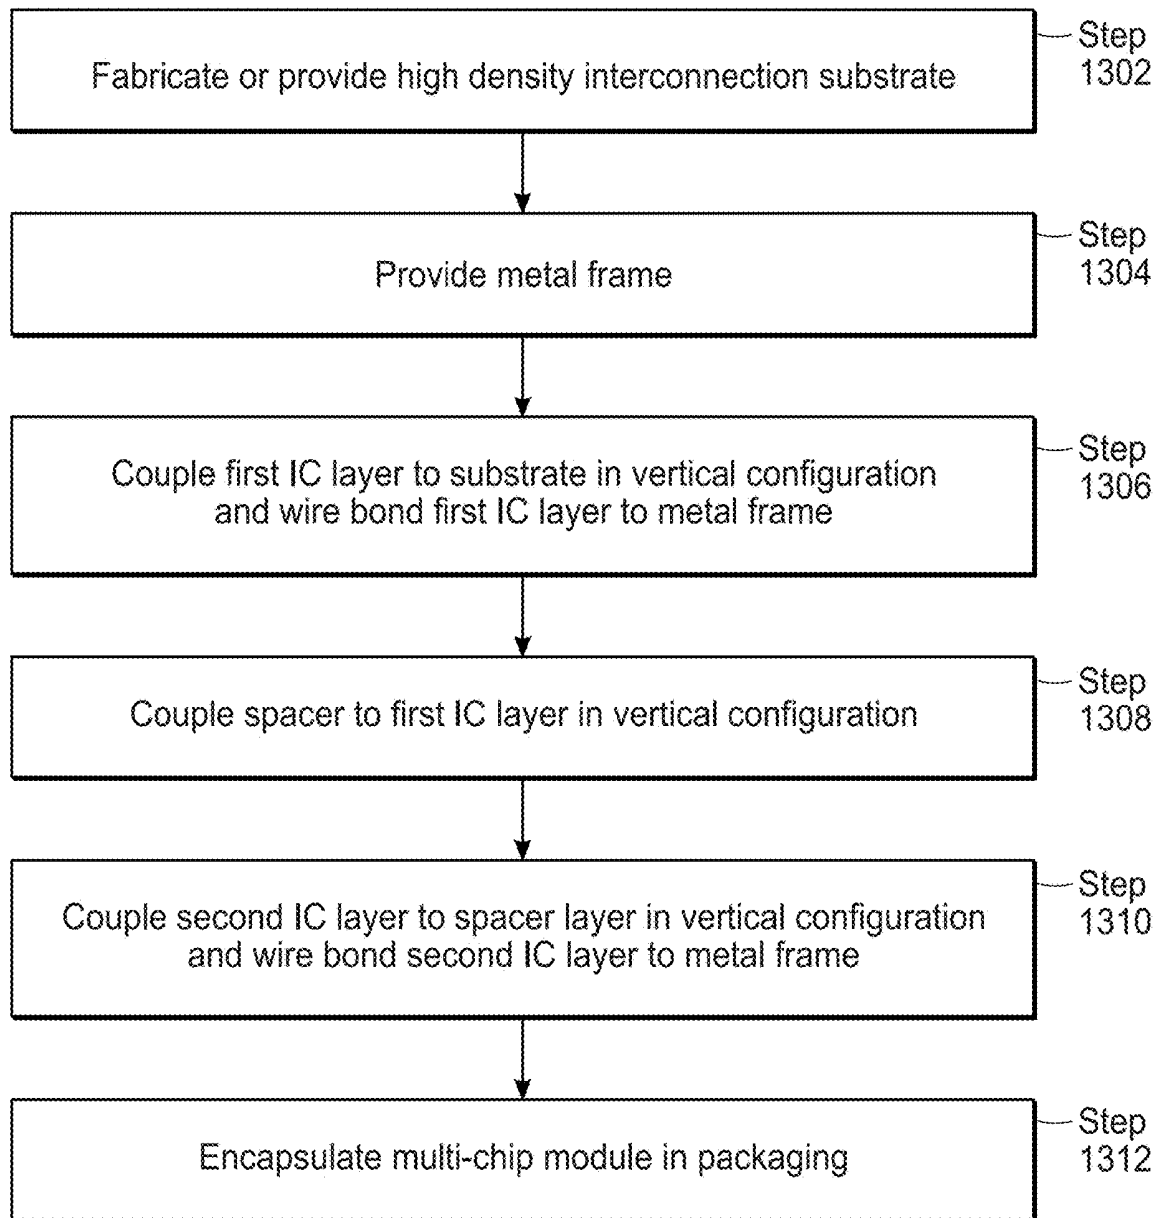 Fabricate or provide high density interconnection substrate
Step
1302
Provide metal frame
Step
1304
Couple first IC layer to substrate in vertical configuration
and wire bond first IC layer to metal frame
Step
1306
Couple spacer to first IC layer in vertical configuration
Step
1308
Couple second IC layer to spacer layer in vertical configuration
and wire bond second IC layer to metal frame
Step
1310
Encapsulate multi-chip module in packaging
Step
1312